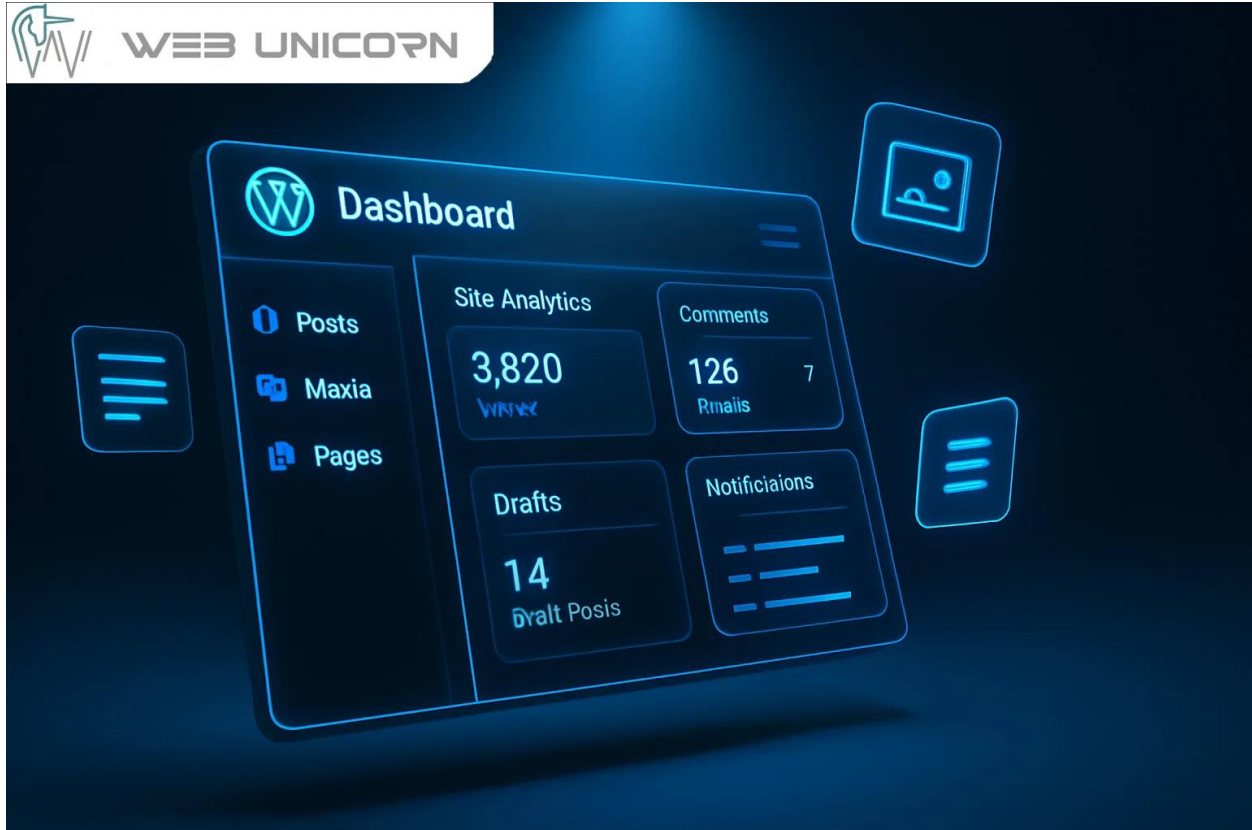 WEB UNICORN
Dashboard
Posts
Maxia
Pages
Site Analytics
3,820
Comments
126 7
Rmaiis
Drafts
14
Posis
Notificiaions